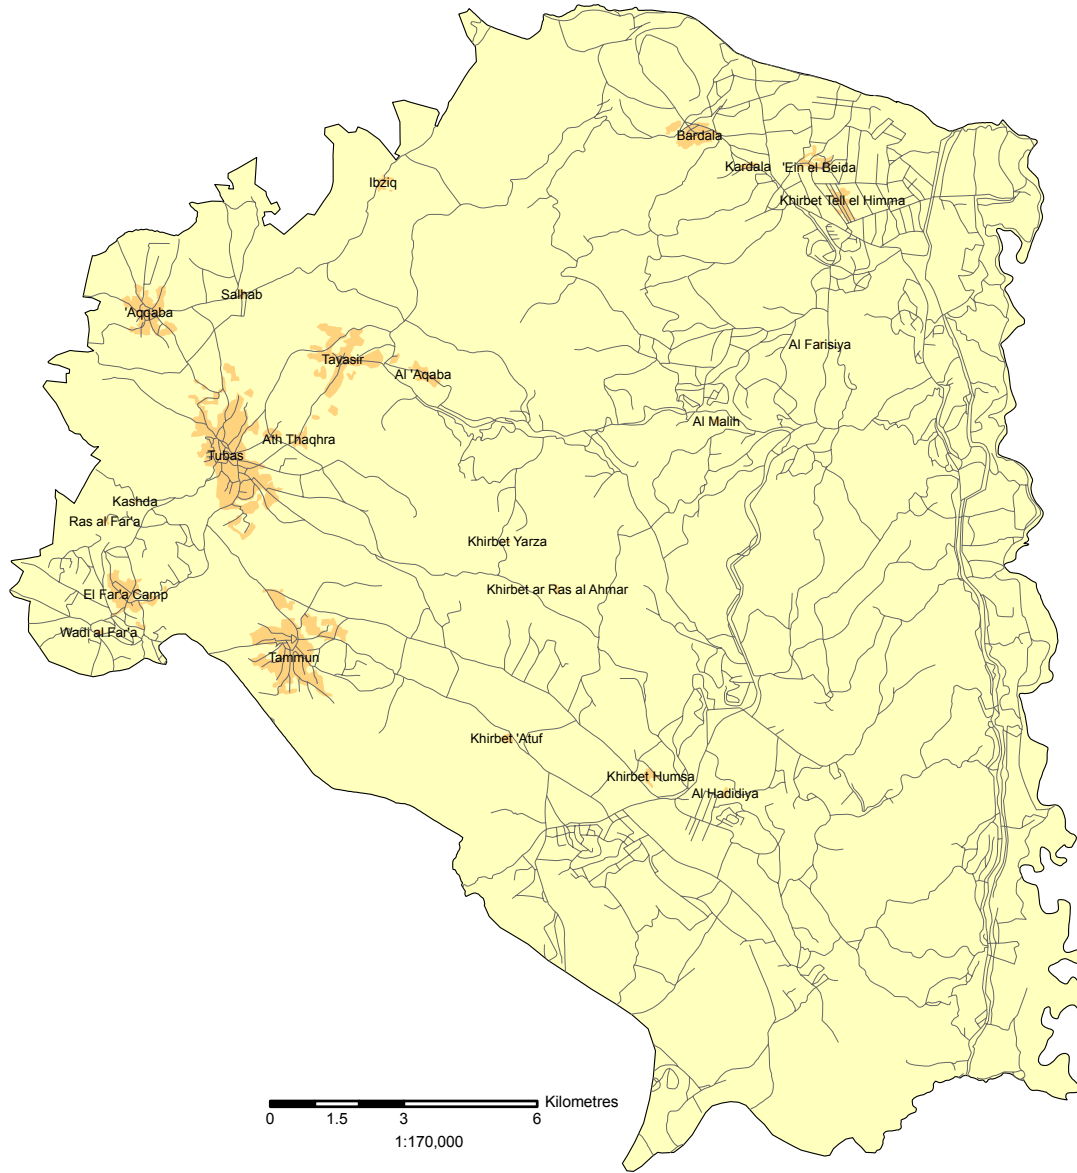 Bardala
Kardala
'Ein el Beida
Ibziq
Khirbet Tell el Himma
Salhab
'Aqqaba
Al Farisiya
Tayasir
Al 'Aqaba
Al Malih
Ath Thaqhra
Tubas
Kashda
Ras al Far'a
Khirbet Yarza
Khirbet ar Ras al Ahmar
El Far'a Camp
Wadi al Far'a
Tammun
Khirbet 'Atuf
Khirbet Humsa
Al Hadidiya
Kilometres
0 1.5 3 6
1:170,000